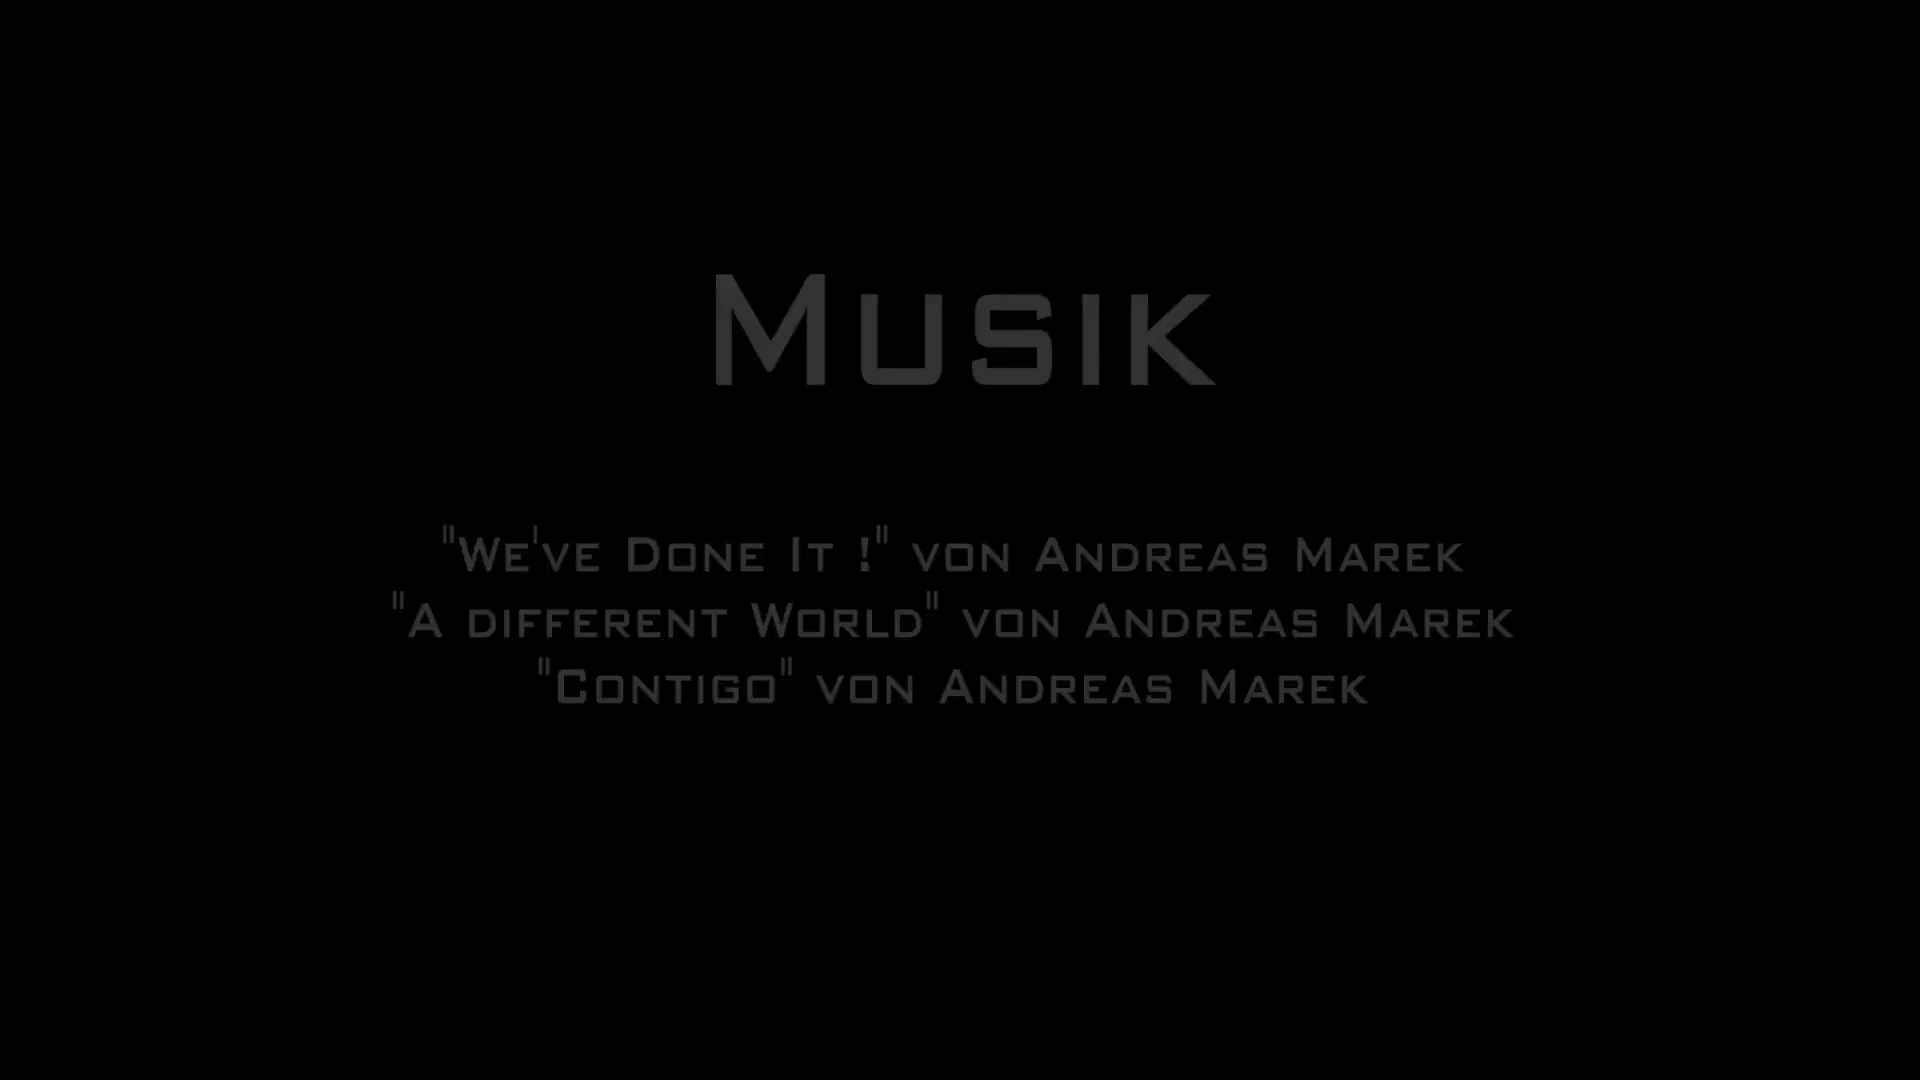 Musik
"We've Done It !" von Andreas Marek
"A different World" von Andreas Marek
"Contigo" von Andreas Marek